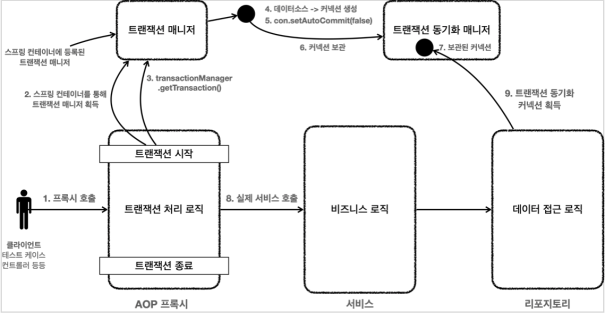 트랜잭션 매니저
4. 데이터소스 -> 커넥션 생성
5. con.setAutoCommit(false)
6. 커넥션 보관
트랜잭션 동기화 매니저
7. 보관된 커넥션
스프링 컨테이너에 등록된
트랜잭션 매니저
2. 스프링 컨테이너를 통해
트랜잭션 매니저 획득
3. transactionManager
.getTransaction()
9. 트랜잭션 동기화
커넥션 획득
트랜잭션 시작
1. 프록시 호출
트랜잭션 처리 로직
8. 실제 서비스 호출
비즈니스 로직
데이터 접근 로직
클라이언트
테스트 케이스
컨트롤러 등등
트랜잭션 종료
AOP 프록시
서비스
리포지토리